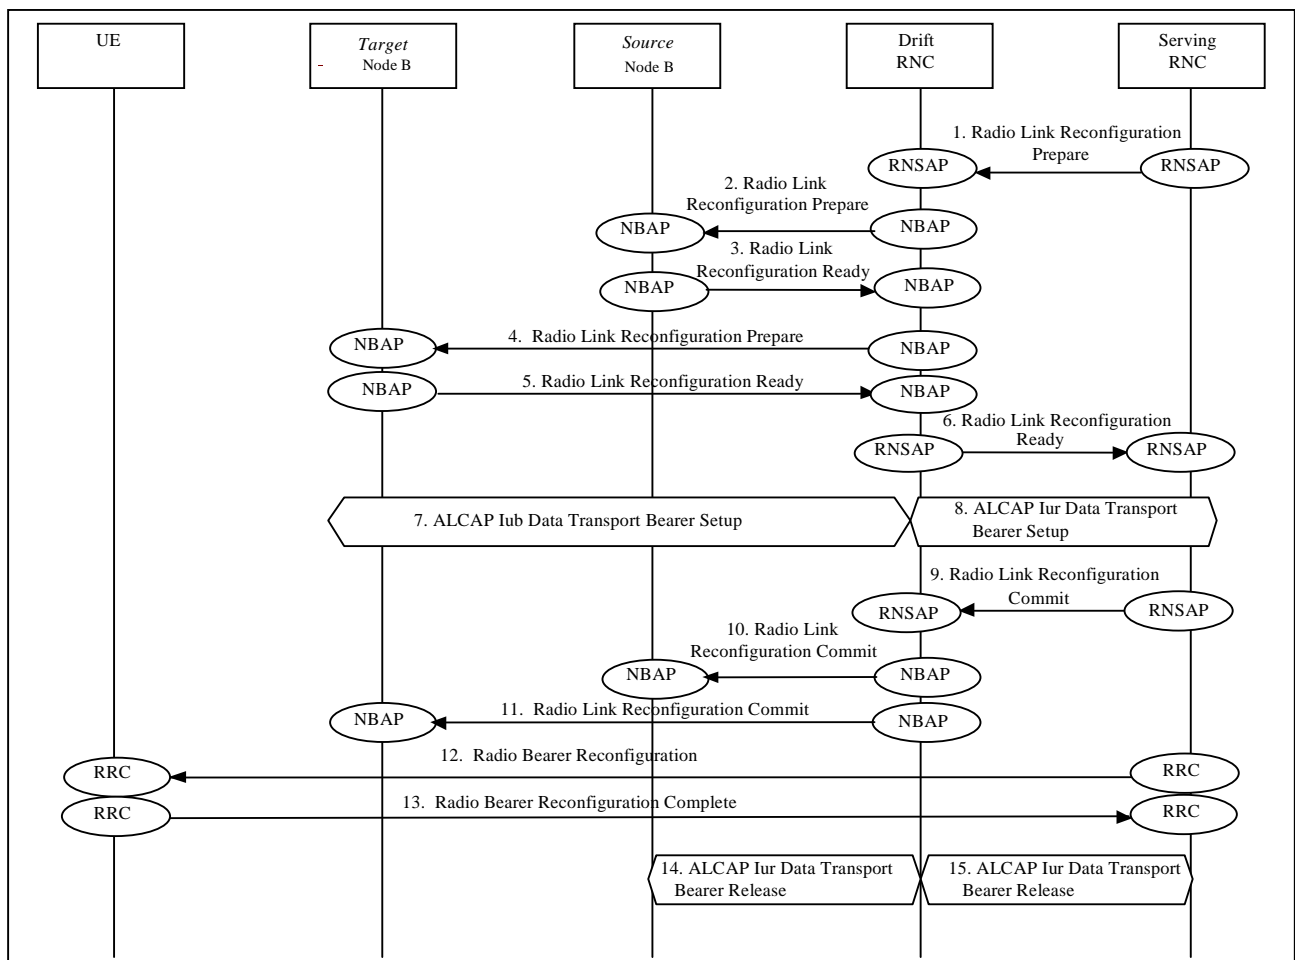 UE
Target
- Node B
Source
Node B
Drift
RNC
Serving
RNC
1. Radio Link Reconfiguration
Prepare
RNSAP
RNSAP
2. Radio Link
Reconfiguration Prepare
NBAP
NBAP
3. Radio Link
Reconfiguration Ready
NBAP
NBAP
NBAP
4. Radio Link Reconfiguration Prepare
NBAP
NBAP
5. Radio Link Reconfiguration Ready
NBAP
6. Radio Link Reconfiguration
Ready
RNSAP
RNSAP
7. ALCAP Iub Data Transport Bearer Setup
8. ALCAP Iur Data Transport
Bearer Setup
9. Radio Link Reconfiguration
Commit
RNSAP
RNSAP
10. Radio Link
Reconfiguration Commit
NBAP
NBAP
11. Radio Link Reconfiguration Commit
NBAP
NBAP
12. Radio Bearer Reconfiguration
RRC
RRC
13. Radio Bearer Reconfiguration Complete
RRC
RRC
14. ALCAP Iur Data Transport
Bearer Release
15. ALCAP Iur Data Transport
Bearer Release